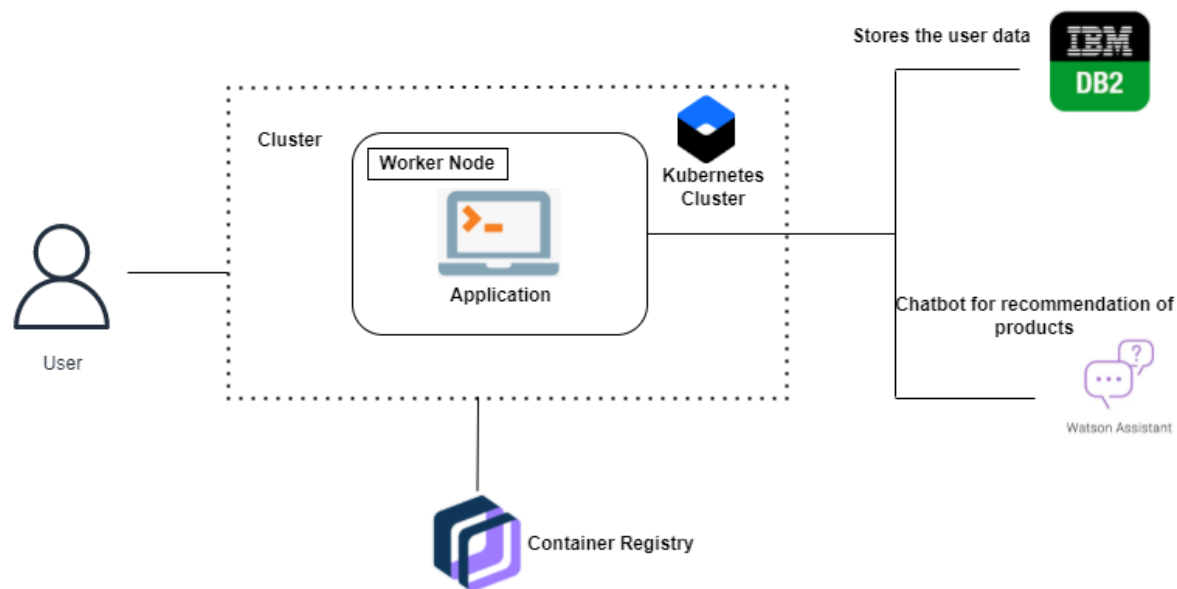 Stores the user data
IBM
DB2
Cluster
Worker Node
Kubernetes
Cluster
Application
User
Chatbot for recommendation of
products
?
Watson Assistant
Container Registry